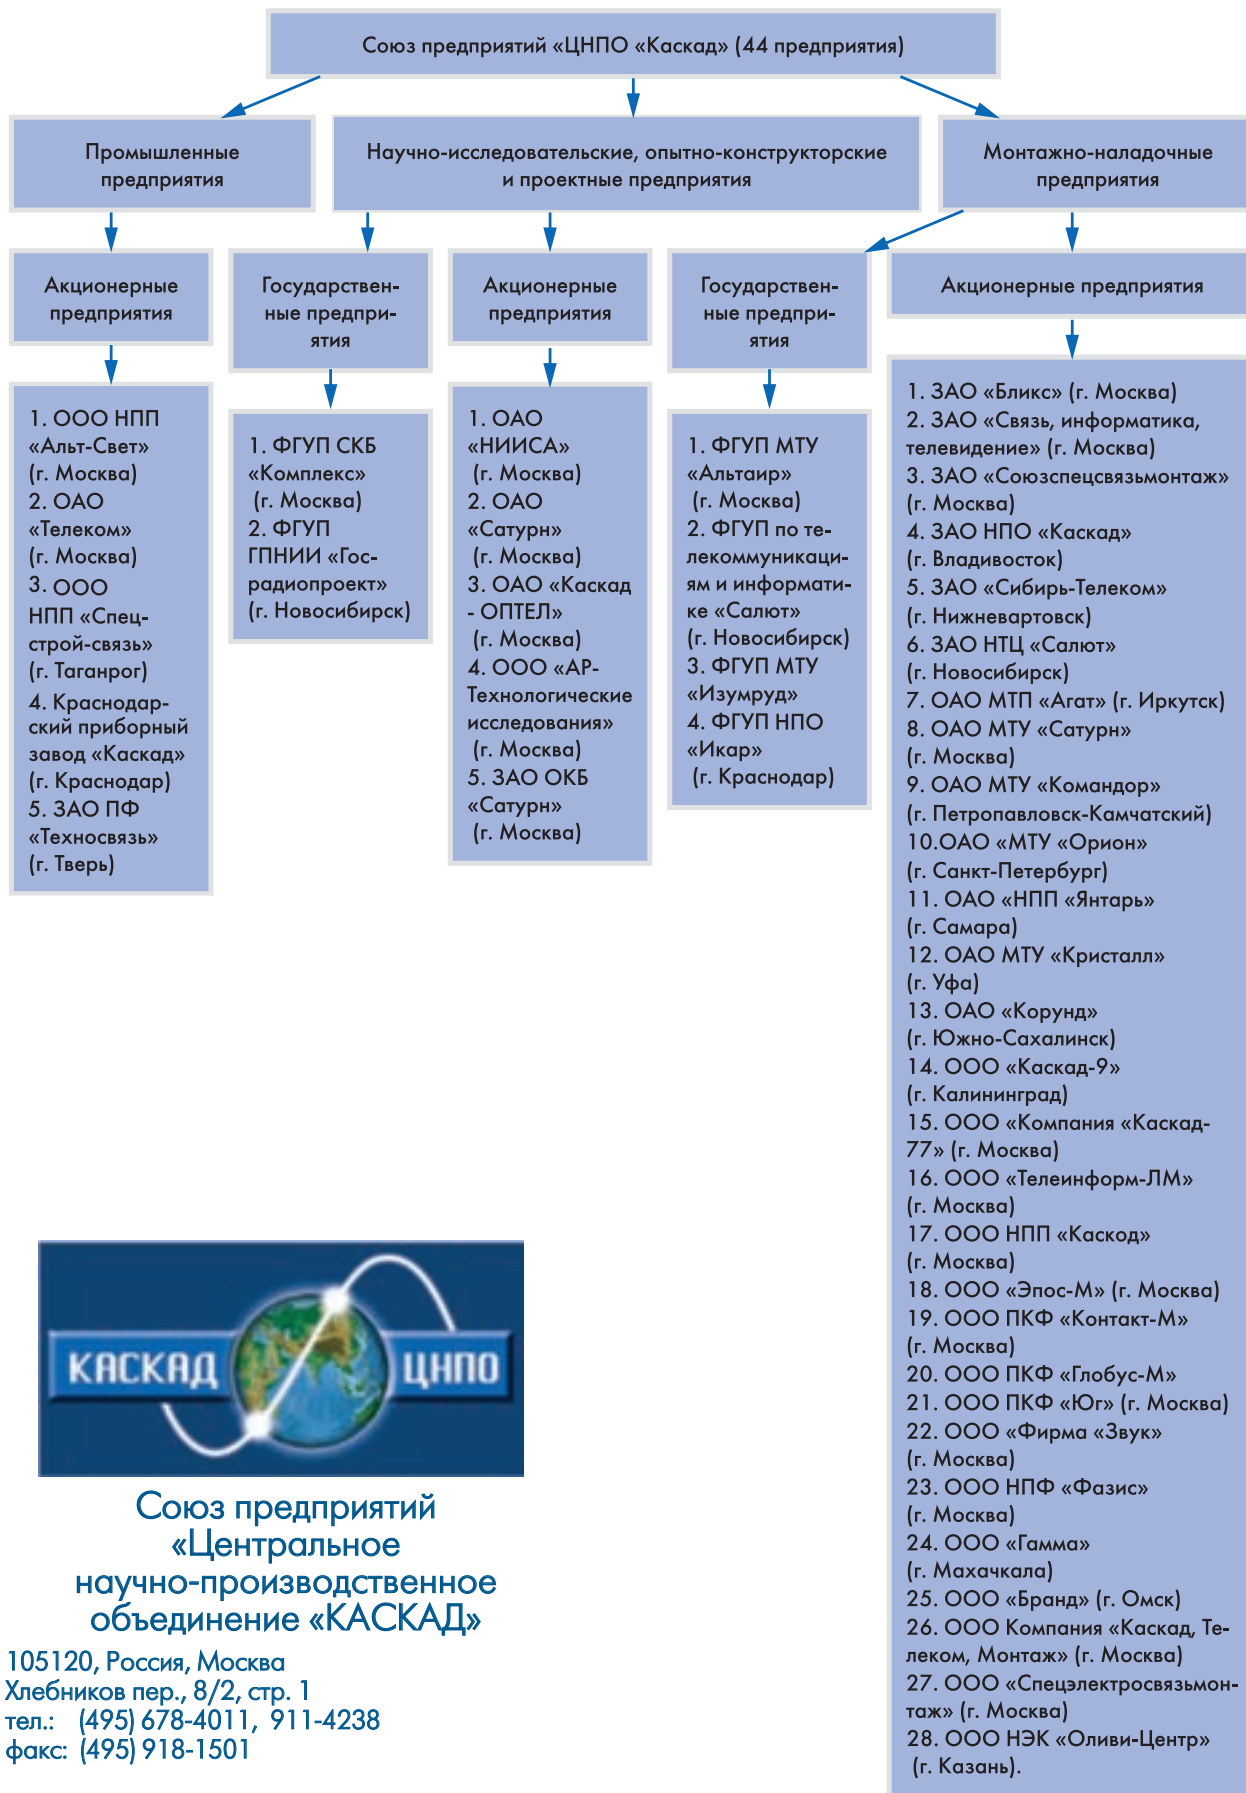 Союз предприятий «ЦНПО «Каскад» (44 предприятия)
Промышленные
предприятия
Научно-исследовательские, опытно-конструкторские
и проектные предприятия
Монтажно-наладочные
предприятия
Акционерные
предприятия
Государствен-
ные предпри-
ятия
Акционерные
предприятия
Государствен-
ные предпри-
ятия
Акционерные предприятия
1. ООО НПП
«Альт-Свет»
(г. Москва)
2. ОАО
«Телеком»
(г. Москва)
3. ООО
НПП «Спец-
строй-связь»
(г. Таганрог)
4. Краснодар-
ский приборный
завод «Каскад»
(г. Краснодар)
5. ЗАО ПФ
«Техносвязь»
(г. Тверь)
1. ФГУП СКБ
«Комплекс»
(г. Москва)
2. ФГУП
ГПНИИ «Гос-
радиопроект»
(г. Новосибирск)
1. ОАО
«НИИСА»
(г. Москва)
2. ОАО
«Сатурн»
(г. Москва)
3. ОАО «Каскад
- ОПТЕЛ»
(г. Москва)
4. ООО «АР-
Технологические
исследования»
(г. Москва)
5. ЗАО ОКБ
«Сатурн»
(г. Москва)
1. ФГУП МТУ
«Альтаир»
(г. Москва)
2. ФГУП по те-
лекоммуникаци-
ям и информати-
ке «Салют»
(г. Новосибирск)
3. ФГУП МТУ
«Изумруд»
4. ФГУП НПО
«Икар»
(г. Краснодар)
1. ЗАО «Бликс» (г. Москва)
2. ЗАО «Связь, информатика,
телевидение» (г. Москва)
3. ЗАО «Союзспецсвязьмонтаж»
(г. Москва)
4. ЗАО НПО «Каскад»
(г. Владивосток)
5. ЗАО «Сибирь-Телеком»
(г. Нижневартовск)
6. ЗАО НТЦ «Салют»
(г. Новосибирск)
7. ОАО МТП «Агат» (г. Иркутск)
8. ОАО МТУ «Сатурн»
(г. Москва)
9. ОАО МТУ «Командор»
(г. Петропавловск-Камчатский)
10.ОАО «МТУ «Орион»
(г. Санкт-Петербург)
11. ОАО «НПП «Янтарь»
(г. Самара)
12. ОАО МТУ «Кристалл»
(г. Уфа)
13. ОАО «Корунд»
(г. Южно-Сахалинск)
14. ООО «Каскад-9»
(г. Калининград)
15. ООО «Компания «Каскад-
77» (г. Москва)
16. ООО «Телеинформ-ЛМ»
(г. Москва)
17. ООО НПП «Каскод»
(г. Москва)
18. ООО «Эпос-М» (г. Москва)
19. ООО ПКФ «Контакт-М»
(г. Москва)
20. ООО ПКФ «Глобус-М»
21. ООО ПКФ «Юг» (г. Москва)
22. ООО «Фирма «Звук»
(г. Москва)
23. ООО НПФ «Фазис»
(г. Москва)
24. ООО «Гамма»
(г. Махачкала)
25. ООО «Бранд» (г. Омск)
26. ООО Компания «Каскад, Те-
леком, Монтаж» (г. Москва)
27. ООО «Спецэлектросвязьмон-
таж» (г. Москва)
28. ООО НЭК «Оливи-Центр»
(г. Казань).
КАСКАД ЦНПО
Союз предприятий
«Центральное
научно-производственное
объединение «КАСКАД»
105120, Россия, Москва
Хлебников пер., 8/2, стр. 1
тел.: (495) 678-4011, 911-4238
факс: (495) 918-1501